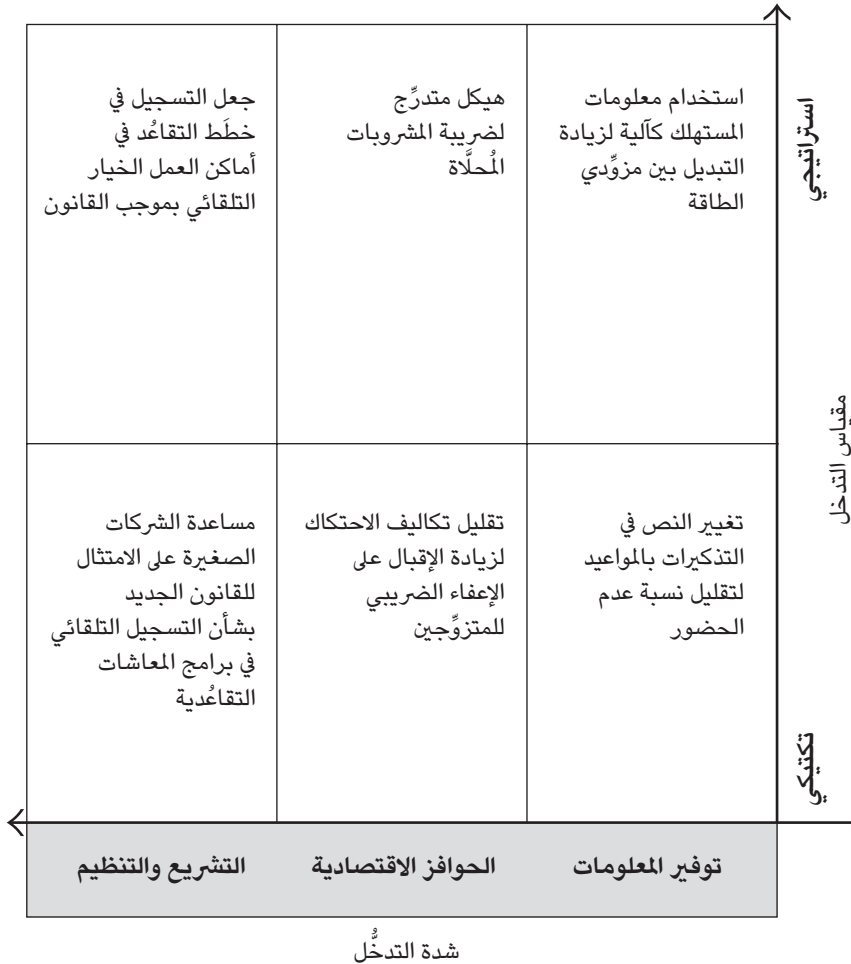 استراتيجي
استخدام معلومات
المستهلك كآلية لزيادة
التبديل بين مزوِّدي
الطاقة
هيكل متدرِّج
لضريبة المشروبات
المُحلَّاة
جعل التسجيل في
خطَط التقاعُد في
أماكن العمل الخيار
التلقائي بموجب القانون
مقياس التدخل
تغيير النص في
التذكيرات بالمواعيد
لتقليل نسبة عدم
الحضور
تقليل تكاليف الاحتكاك
لزيادة الإقبال على
الإعفاء الضريبي
للمتزوِّجين
مساعدة الشركات
الصغيرة على الامتثال
للقانون الجديد
بشأن التسجيل التلقائي
في برامج المعاشات
التقاعُدية
تكتيكي
توفير المعلومات
الحوافز الاقتصادية
التشريع والتنظيم
شدة التدخُّل